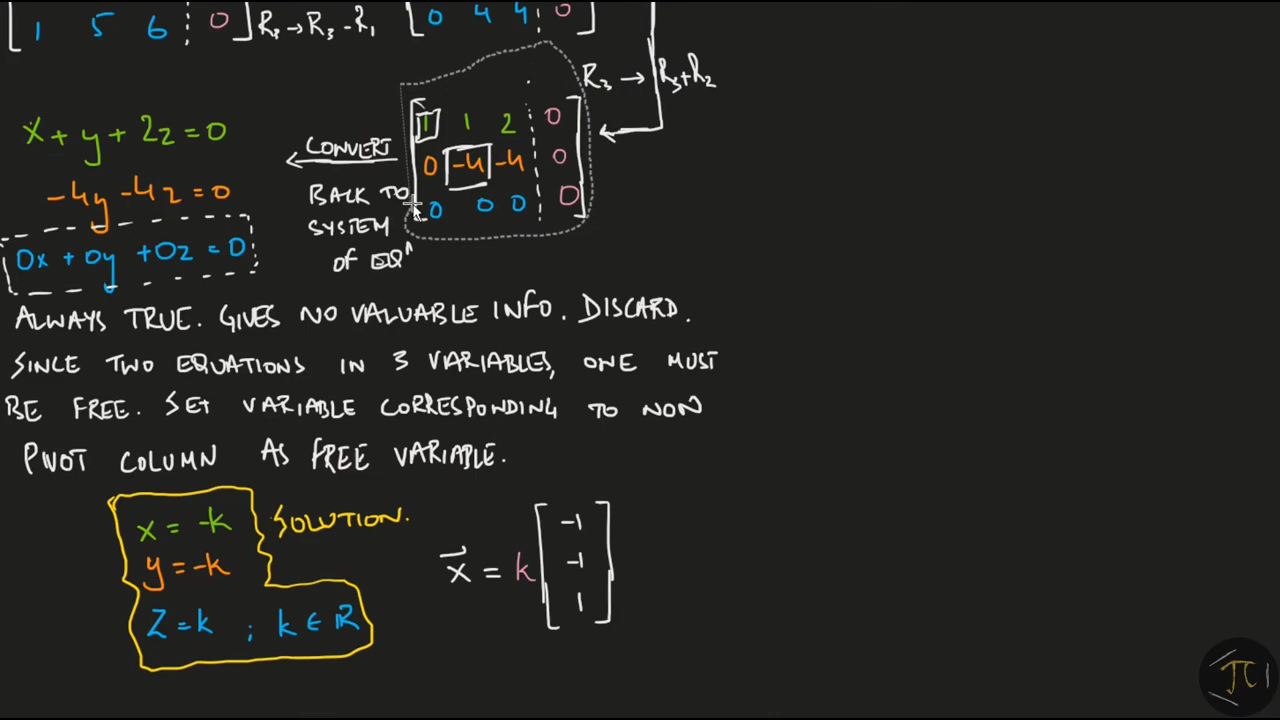 1 5 6 0 R₃ → R₃ - R₁
0 4 4 0
R₃ → R₃+R₂
1 1 2 0
0 -4 -4 0
0 0 0 0
CONVERT
BACK TO
SYSTEM
OF EQⁿ
x + y + 2z = 0
-4y - 4z = 0
0x + 0y + 0z = 0
ALWAYS TRUE. GIVES NO VALUABLE INFO. DISCARD.
SINCE TWO EQUATIONS IN 3 VARIABLES, ONE MUST
BE FREE. SET VARIABLE CORRESPONDING TO NON
PIVOT COLUMN AS FREE VARIABLE.
x = -k
y = -k
z = k ; k ∈ ℝ
SOLUTION.
x⃗ = k
-1
-1
1